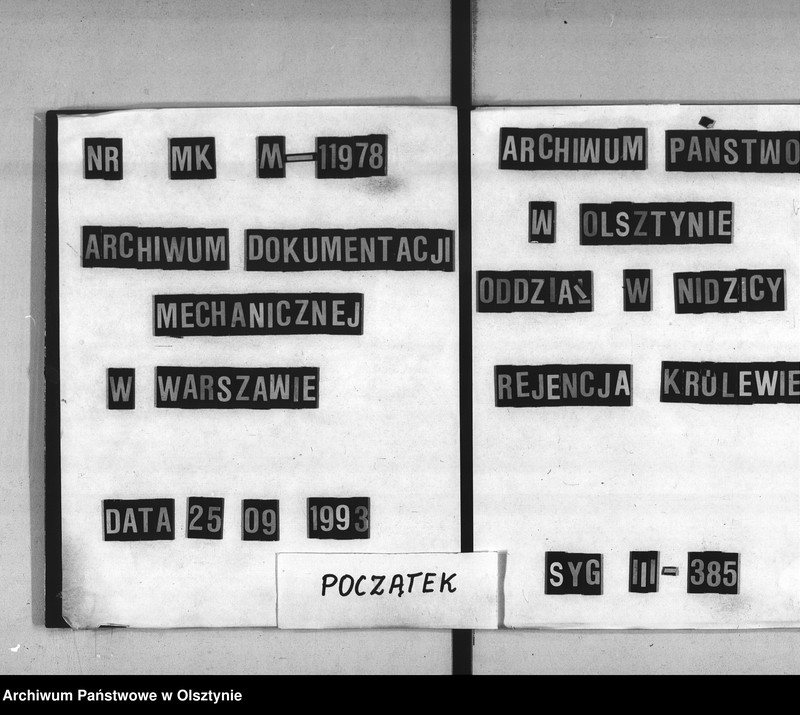 NR MK M-11978
ARCHIWUM DOKUMENTACJI
MECHANICZNEJ
W WARSZAWIE
DATA 25 09 1993
POCZĄTEK
ARCHIWUM PAŃSTWO
W OLSZTYNIE
ODDZIAŁ W NIDZICY
REJENCJA KRÓLEWIE
SYG III-385
Archiwum Państwowe w Olsztynie